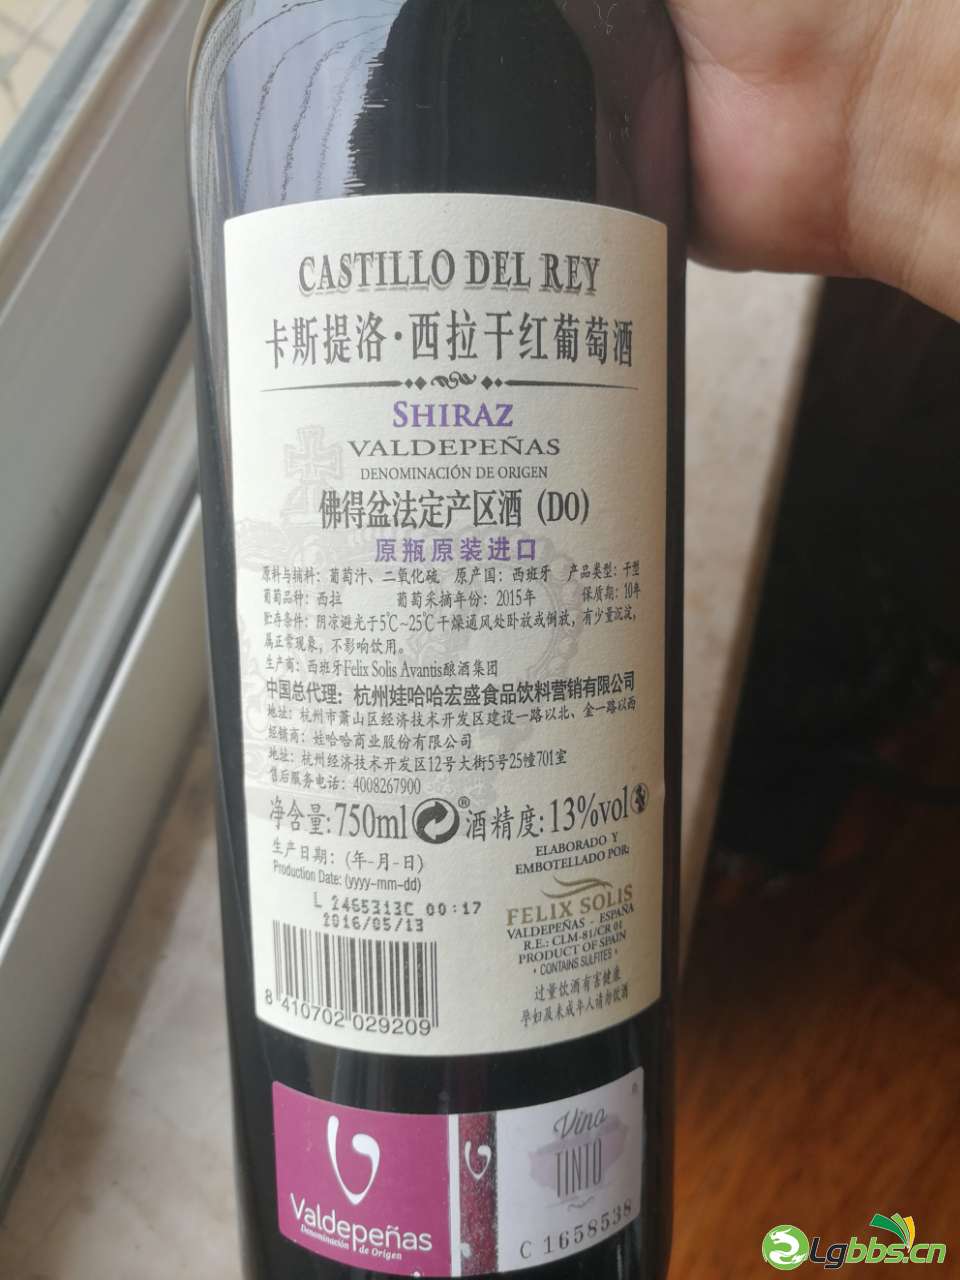 CASTILLO DEL REY
卡斯提洛·西拉干红葡萄酒
SHIRAZ
VALDEPEÑAS
DENOMINACIÓN DE ORIGEN
佛得盆法定产区酒（DO）
原瓶原装进口
原料与辅料：葡萄汁、二氧化硫 原产国：西班牙 产品类型：干型
葡萄品种：西拉 葡萄采摘年份：2015年 保质期：10年
贮存条件：阴凉避光于5℃~25℃干燥通风处卧放或倒放，有少量沉淀，
属正常现象，不影响饮用。
生产商：西班牙Felix Solis Avantis酿酒集团
中国总代理：杭州娃哈哈宏盛食品饮料营销有限公司
地址：杭州市萧山区经济技术开发区建设一路以北、金一路以西
经销商：娃哈哈商业股份有限公司
地址：杭州经济技术开发区12号大街5号25幢701室
售后服务电话：4008267900
净含量：750ml ® 酒精度：13%vol
生产日期：（年-月-日）
Production Date: (yyyy-mm-dd)
L 2465313C 00:17
2016/05/13
8 410702 029209
ELABORADO Y
EMBOTELLADO POR:
FELIX SOLIS
VALDEPEÑAS - ESPAÑA
R.E.: CLM-81/CR 01
PRODUCT OF SPAIN
• CONTAINS SULFITES •
过量饮酒有害健康
孕妇及未成年人请勿饮酒
Valdepeñas
Denominación de Origen
Vino
TINTO
C 1658538
Lgbbs.cn